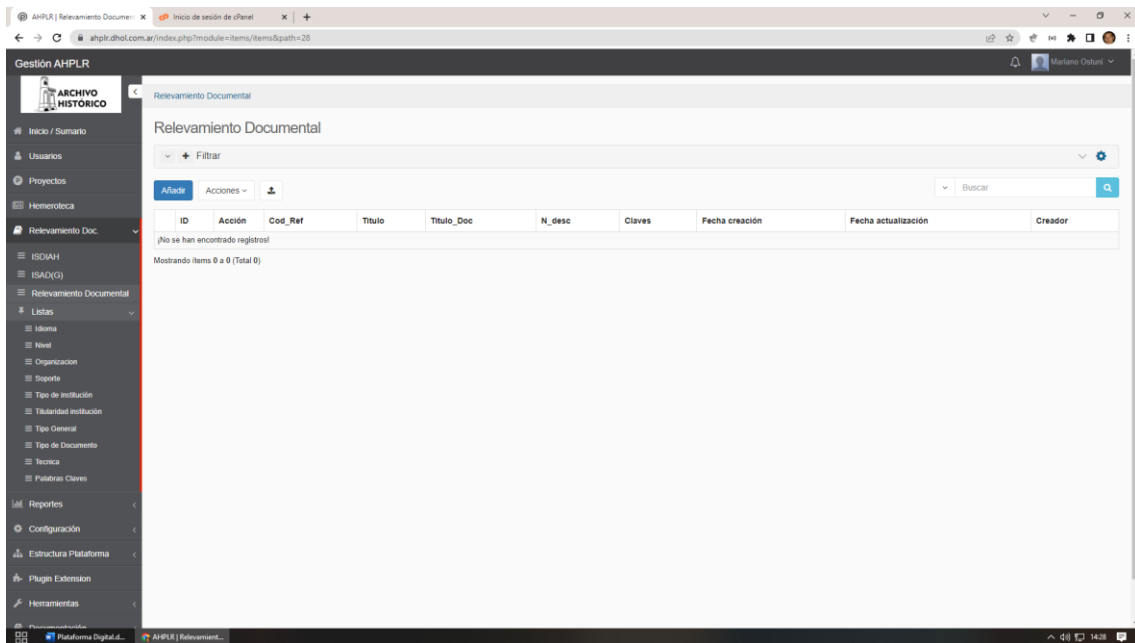 AHPLR | Relevamiento Document
Inicio de sesión de cPanel
ahplr.dhol.com.ar/index.php?module=items/items&path=28
Gestión AHPLR
Mariano Ostuni
ARCHIVO
HISTÓRICO
Relevamiento Documental
Relevamiento Documental
Inicio / Sumario
Filtrar
Usuarios
Proyectos
Añadir Acciones Buscar
Hemeroteca
ID Acción Cod_Ref Titulo Titulo_Doc N_desc Claves Fecha creación Fecha actualización Creador
Relevamiento Doc.
¡No se han encontrado registros!
ISDIAH
Mostrando ítems 0 a 0 (Total 0)
ISAD(G)
Relevamiento Documental
Listas
Idioma
Nivel
Organizacion
Soporte
Tipo de institución
Titularidad institución
Tipo General
Tipo de Documento
Tecnica
Palabras Claves
Reportes
Configuración
Estructura Plataforma
Plugin Extension
Herramientas
Documentación
Plataforma Digital.d... AHPLR | Relevamient... 14:28